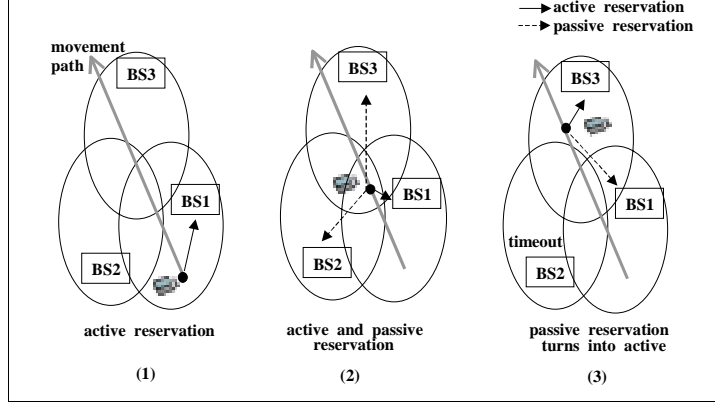 active reservation
passive reservation
movement
path
BS3
BS1
BS2
active reservation
(1)
BS3
BS1
BS2
active and passive
reservation
(2)
BS3
BS1
timeout
BS2
passive reservation
turns into active
(3)